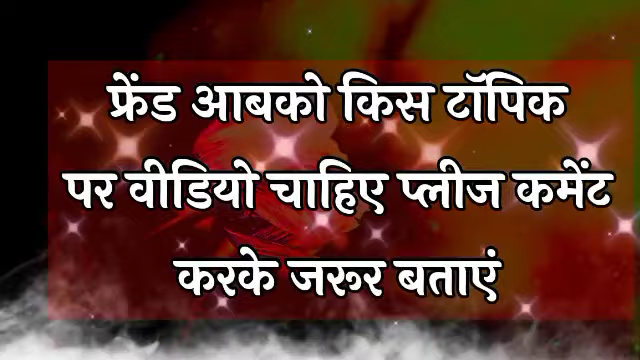 फ्रेंड आबको किस टॉपिक
पर वीडियो चाहिए प्लीज कमेंट
करके जरूर बताएं